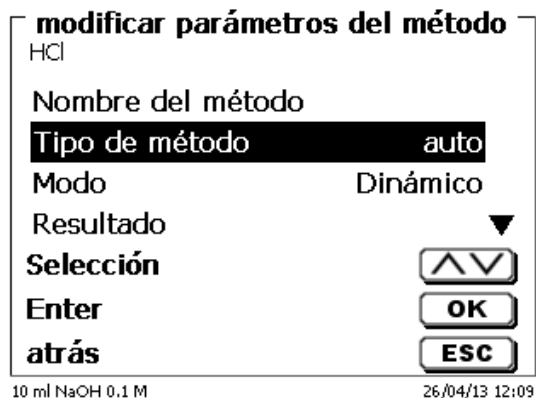 modificar parámetros del método
HCl
Nombre del método
Tipo de método auto
Modo Dinámico
Resultado
Selección
Enter OK
atrás ESC
10 ml NaOH 0.1 M 26/04/13 12:09